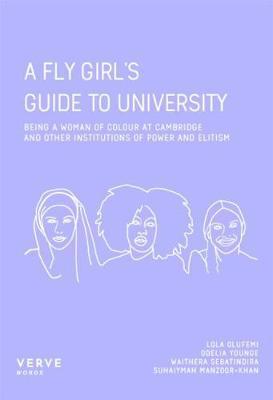 A FLY GIRL'S
GUIDE TO UNIVERSITY
BEING A WOMAN OF COLOUR AT CAMBRIDGE
AND OTHER INSTITUTIONS OF POWER AND ELITISM
LOLA OLUFEMI
ODELIA YOUNGE
WAITHERA SEBATINDIRA
SUHAIYMAH MANZOOR-KHAN
VERVE
WORDS